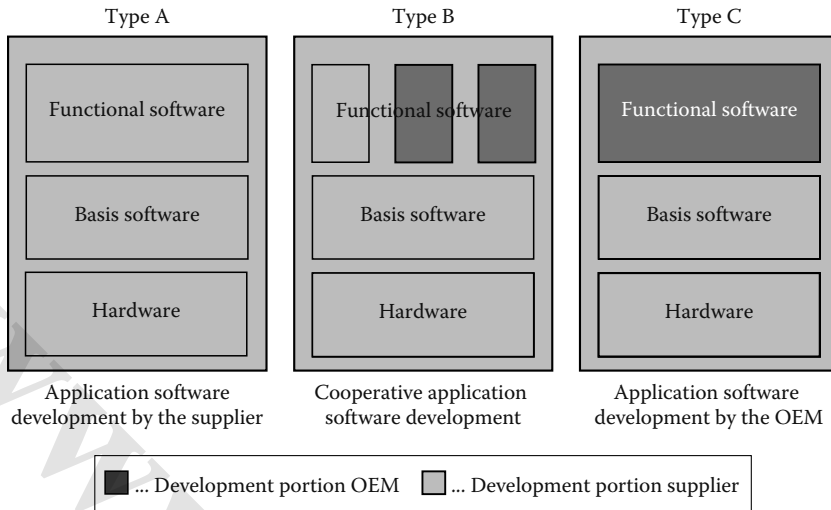 Type A
Type B
Type C
Functional software
Functional software
Functional software
Basis software
Basis software
Basis software
Hardware
Hardware
Hardware
Application software
development by the supplier
Cooperative application
software development
Application software
development by the OEM
... Development portion OEM
... Development portion supplier